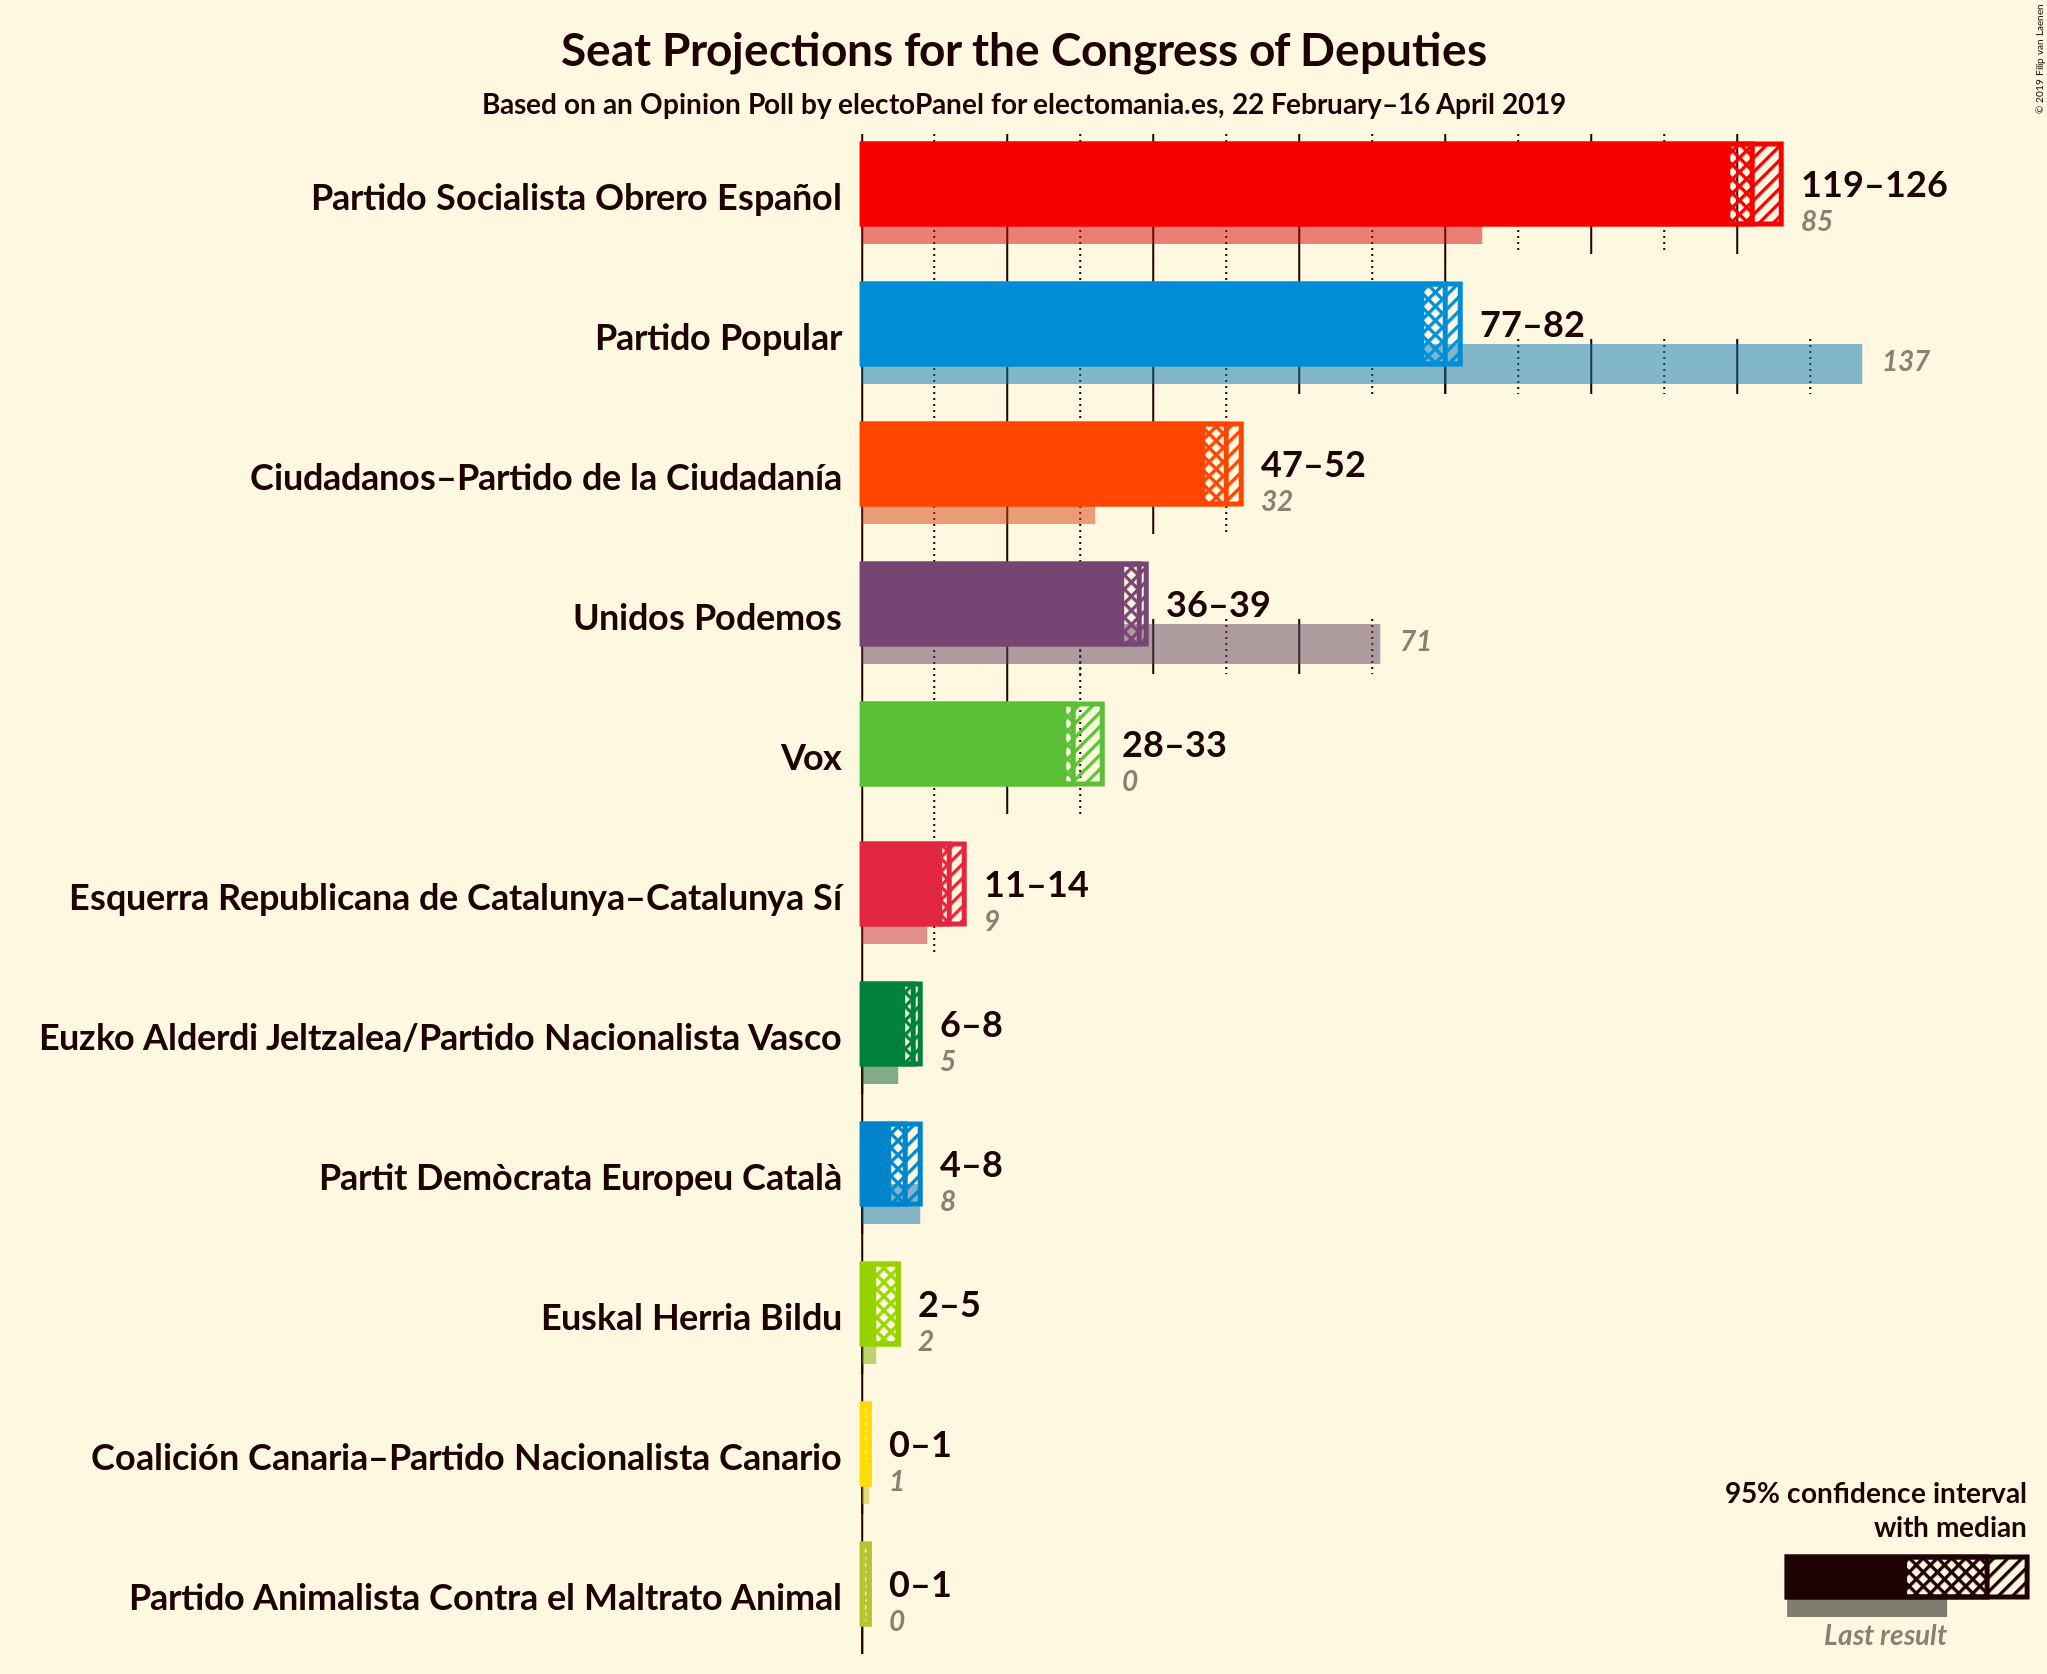 Seat Projections for the Congress of Deputies
Based on an Opinion Poll by electoPanel for electomania.es, 22 February–16 April 2019
© 2019 Filip van Laenen
Partido Socialista Obrero Español
119–126
85
Partido Popular
77–82
137
Ciudadanos–Partido de la Ciudadanía
47–52
32
Unidos Podemos
36–39
71
Vox
28–33
0
Esquerra Republicana de Catalunya–Catalunya Sí
11–14
9
Euzko Alderdi Jeltzalea/Partido Nacionalista Vasco
6–8
5
Partit Demòcrata Europeu Català
4–8
8
Euskal Herria Bildu
2–5
2
Coalición Canaria–Partido Nacionalista Canario
0–1
1
Partido Animalista Contra el Maltrato Animal
0–1
0
95% confidence interval
with median
Last result